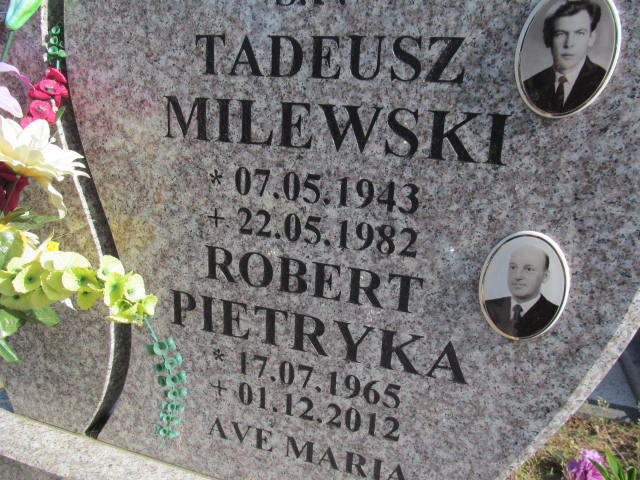 TADEUSZ
MILEWSKI
* 07.05.1943
+ 22.05.1982
ROBERT
PIETRYKA
* 17.07.1965
+ 01.12.2012
AVE MARIA